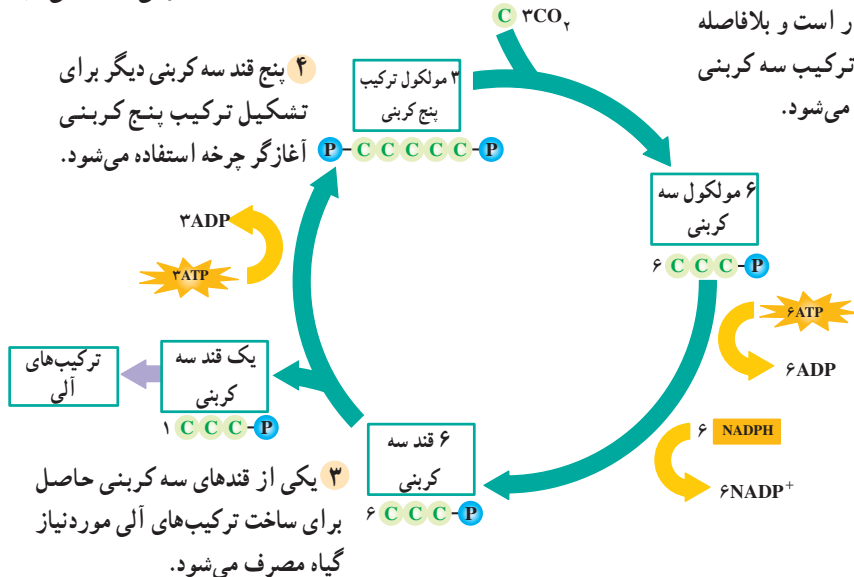 ر است و بلافاصله
ترکیب سه کربنی
می‌شود.
C ۳CO۲
۳ مولکول ترکیب
پنج کربنی
P-C C C C C-P
۴ پنج قند سه کربنی دیگر برای
تشکیل ترکیب پنج کربنی
آغازگر چرخه استفاده می‌شود.
۶ مولکول سه
کربنی
۶ C C C-P
۶ATP
۶ADP
۶ NADPH
۶NADP+
۶ قند سه
کربنی
۶ C C C-P
۳ATP
۳ADP
یک قند سه
کربنی
۱ C C C-P
ترکیب‌های
آلی
۳ یکی از قندهای سه کربنی حاصل
برای ساخت ترکیب‌های آلی موردنیاز
گیاه مصرف می‌شود.